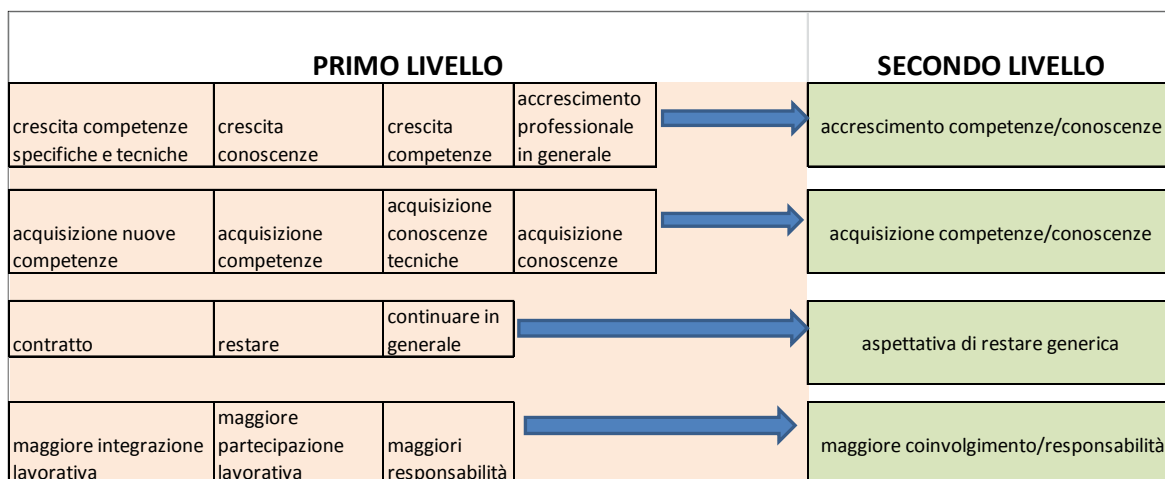 PRIMO LIVELLO
SECONDO LIVELLO
crescita competenze
specifiche e tecniche
crescita
conoscenze
crescita
competenze
accrescimento
professionale
in generale
accrescimento competenze/conoscenze
acquisizione nuove
competenze
acquisizione
competenze
acquisizione
conoscenze
tecniche
acquisizione
conoscenze
acquisizione competenze/conoscenze
contratto
restare
continuare in
generale
aspettativa di restare generica
maggiore integrazione
lavorativa
maggiore
partecipazione
lavorativa
maggiori
responsabilità
maggiore coinvolgimento/responsabilità